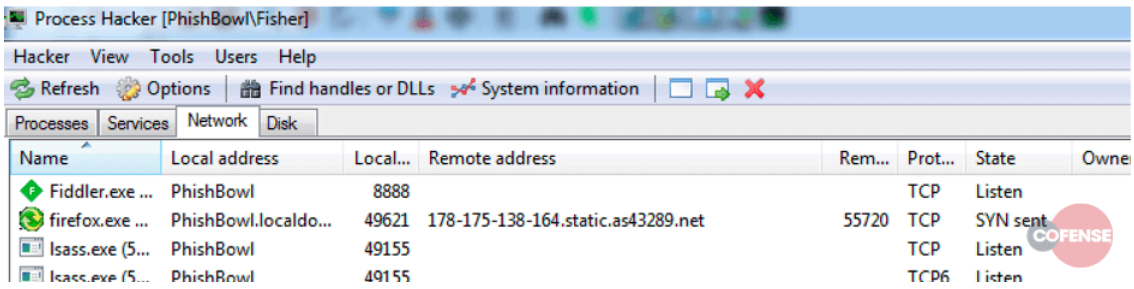 Process Hacker [PhishBowl\Fisher]
Hacker View Tools Users Help
Refresh Options Find handles or DLLs System information
Processes Services Network Disk
Name Local address Local... Remote address Rem... Prot... State Owne
Fiddler.exe ... PhishBowl 8888 TCP Listen
firefox.exe ... PhishBowl.localdo... 49621 178-175-138-164.static.as43289.net 55720 TCP SYN sent
COFENSE
lsass.exe (5... PhishBowl 49155 TCP Listen
lsass.exe (5... PhishBowl 49155 TCP6 Listen